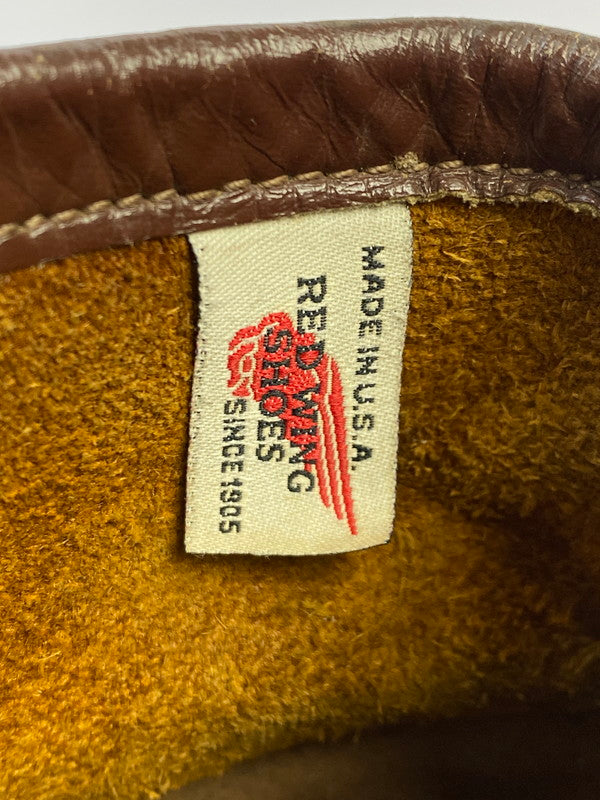 MADE IN U.S.A.
RED WING
SHOES
SINCE 1905